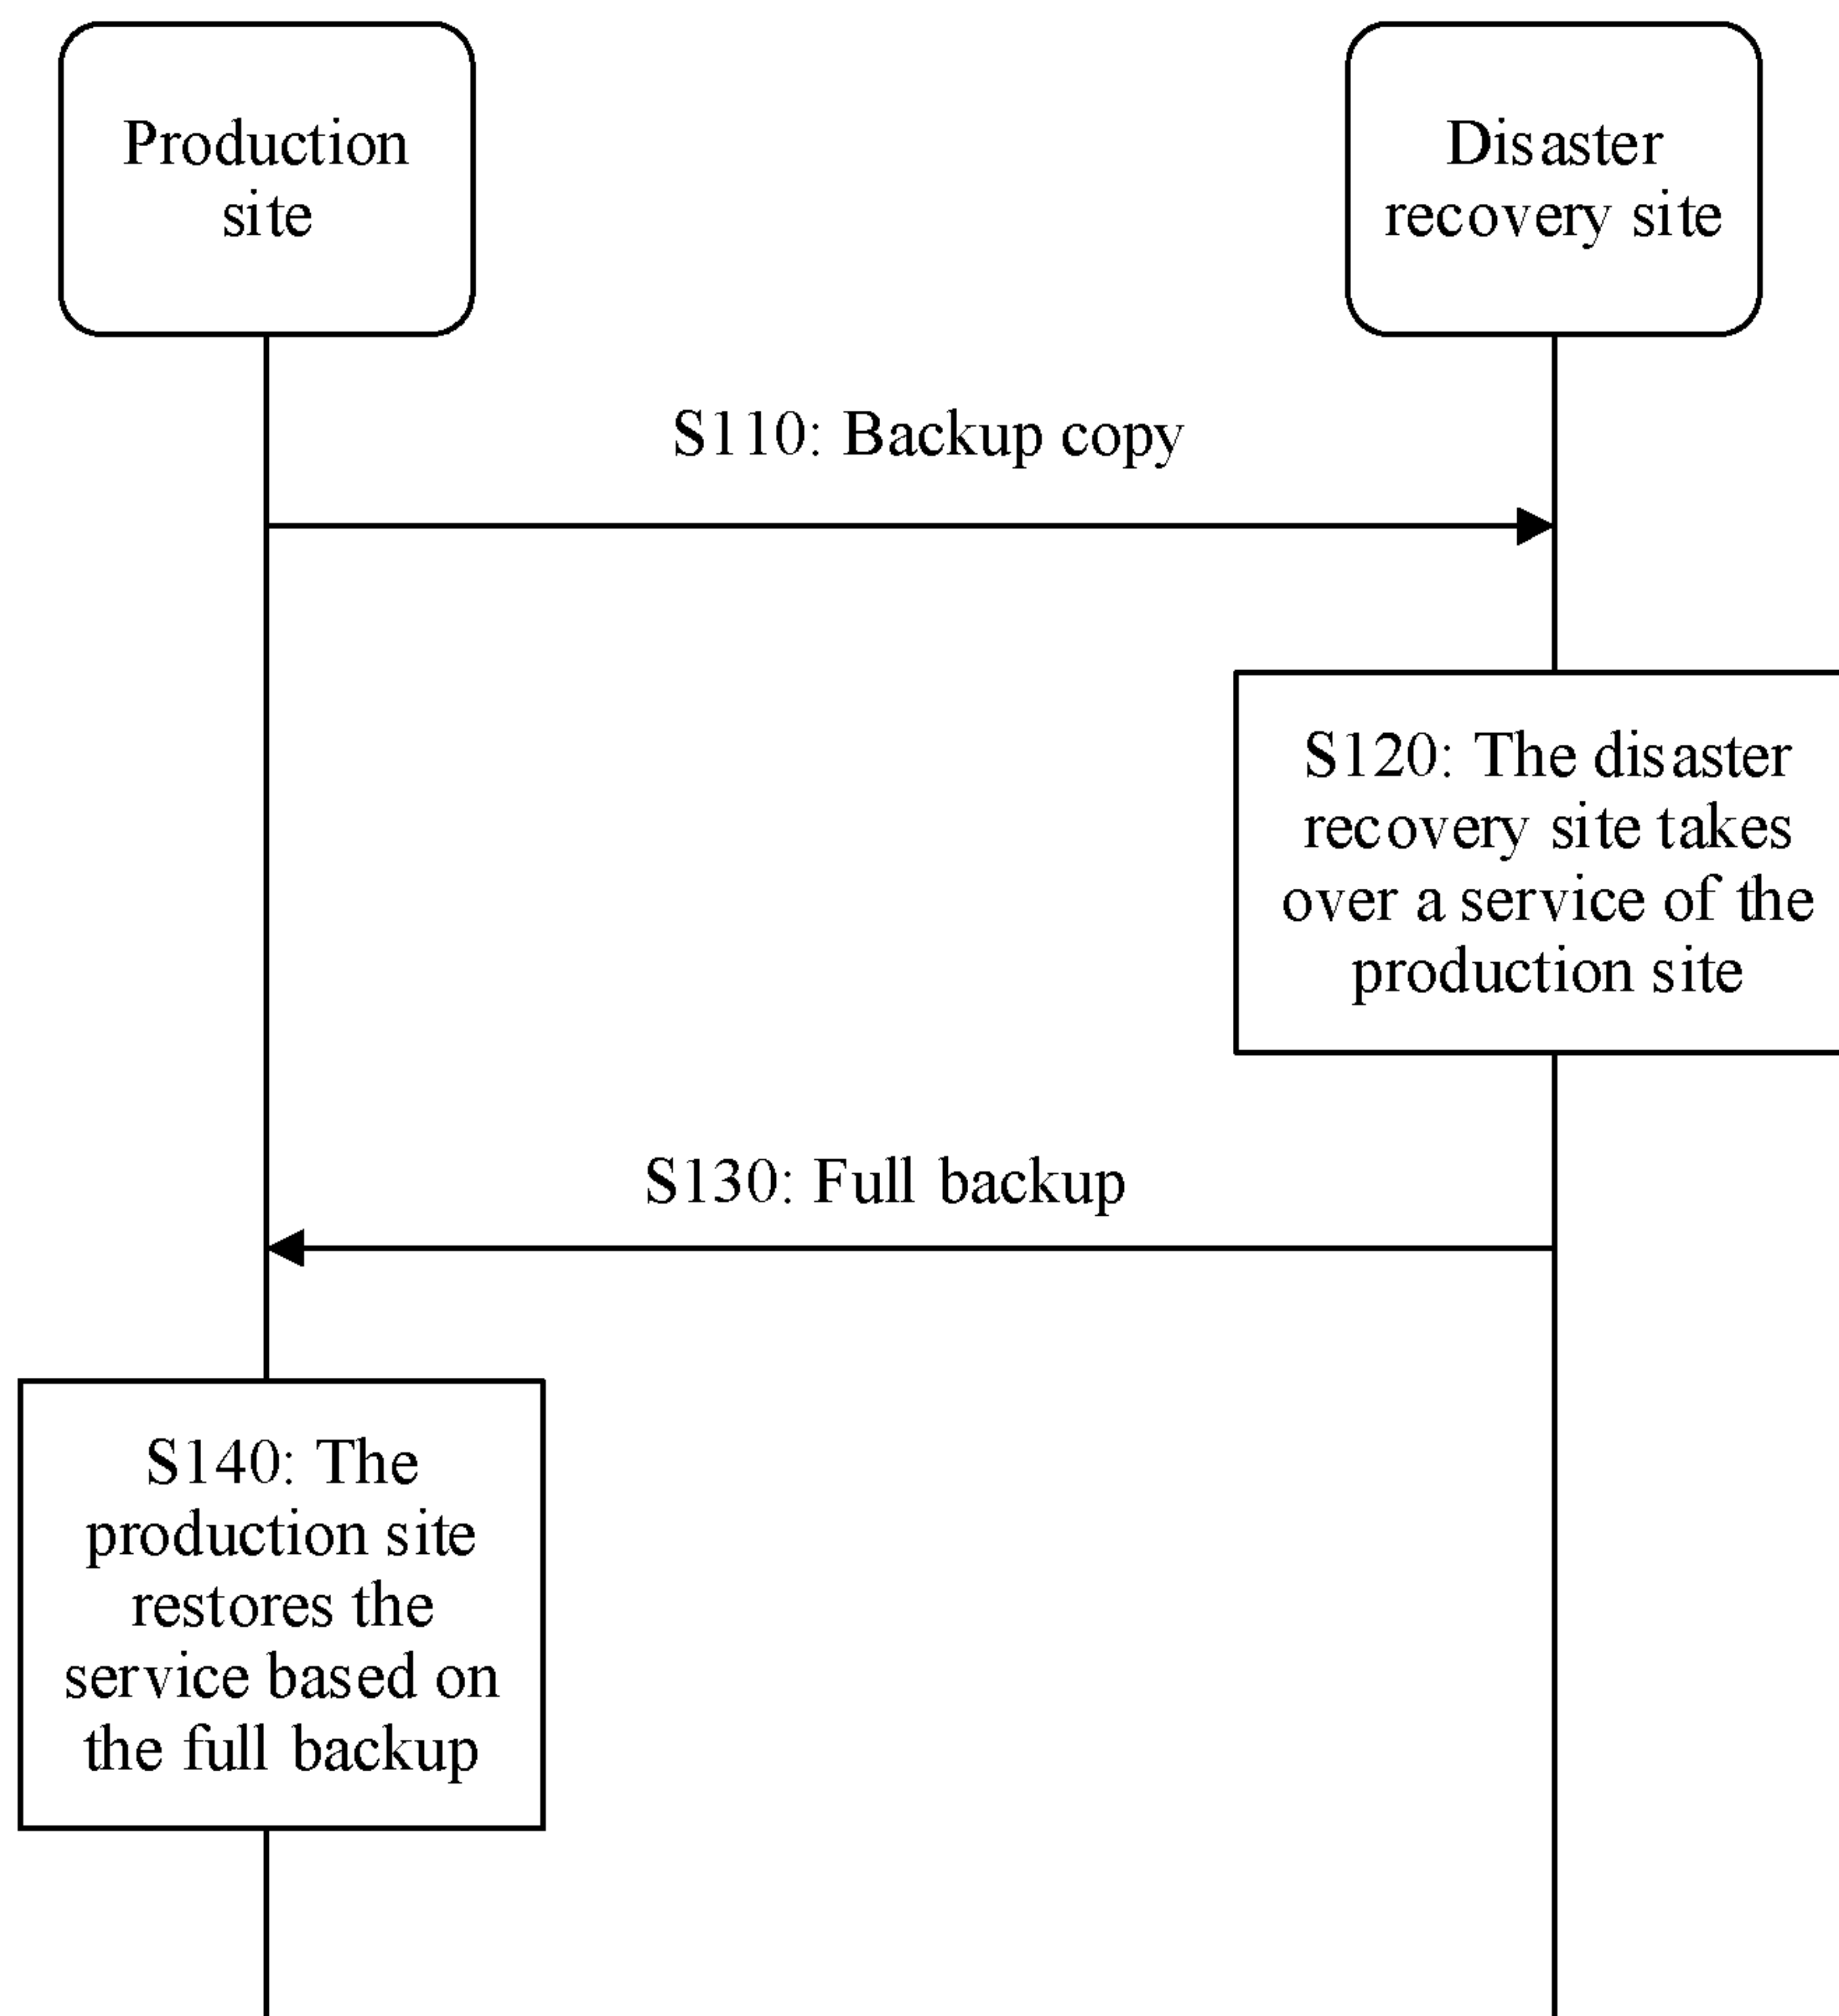 Production
site
Disaster
recovery site
S110: Backup copy
S120: The disaster
recovery site takes
over a service of the
production site
S130: Full backup
S140: The
production site
restores the
service based on
the full backup